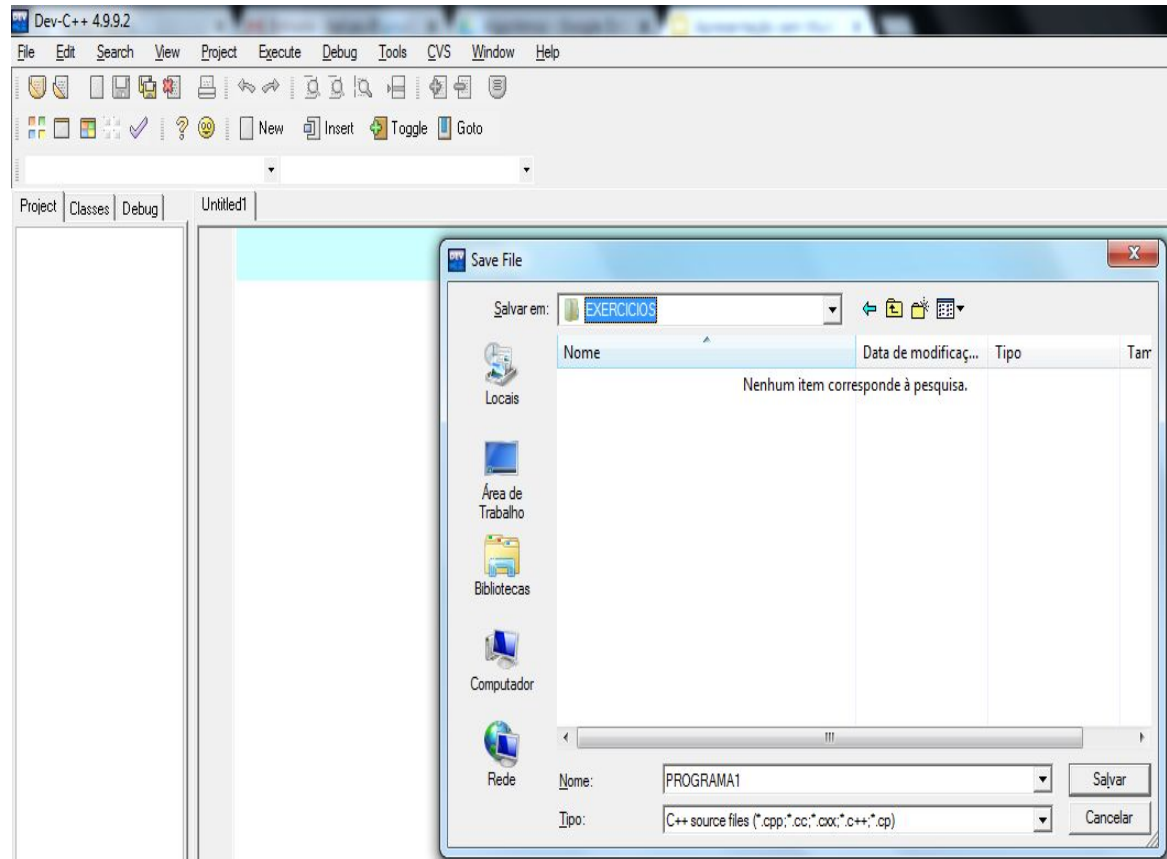 Dev-C++ 4.9.9.2
File Edit Search View Project Execute Debug Tools CVS Window Help
New Insert Toggle Goto
Project Classes Debug Untitled1
Save File
Salvar em: EXERCICIOS
Nome Data de modificaç... Tipo Tam
Nenhum item corresponde à pesquisa.
Locais
Área de
Trabalho
Bibliotecas
Computador
Rede
Nome: PROGRAMA1 Salvar
Tipo: C++ source files (*.cpp;*.cc;*.cxx;*.c++;*.cp) Cancelar